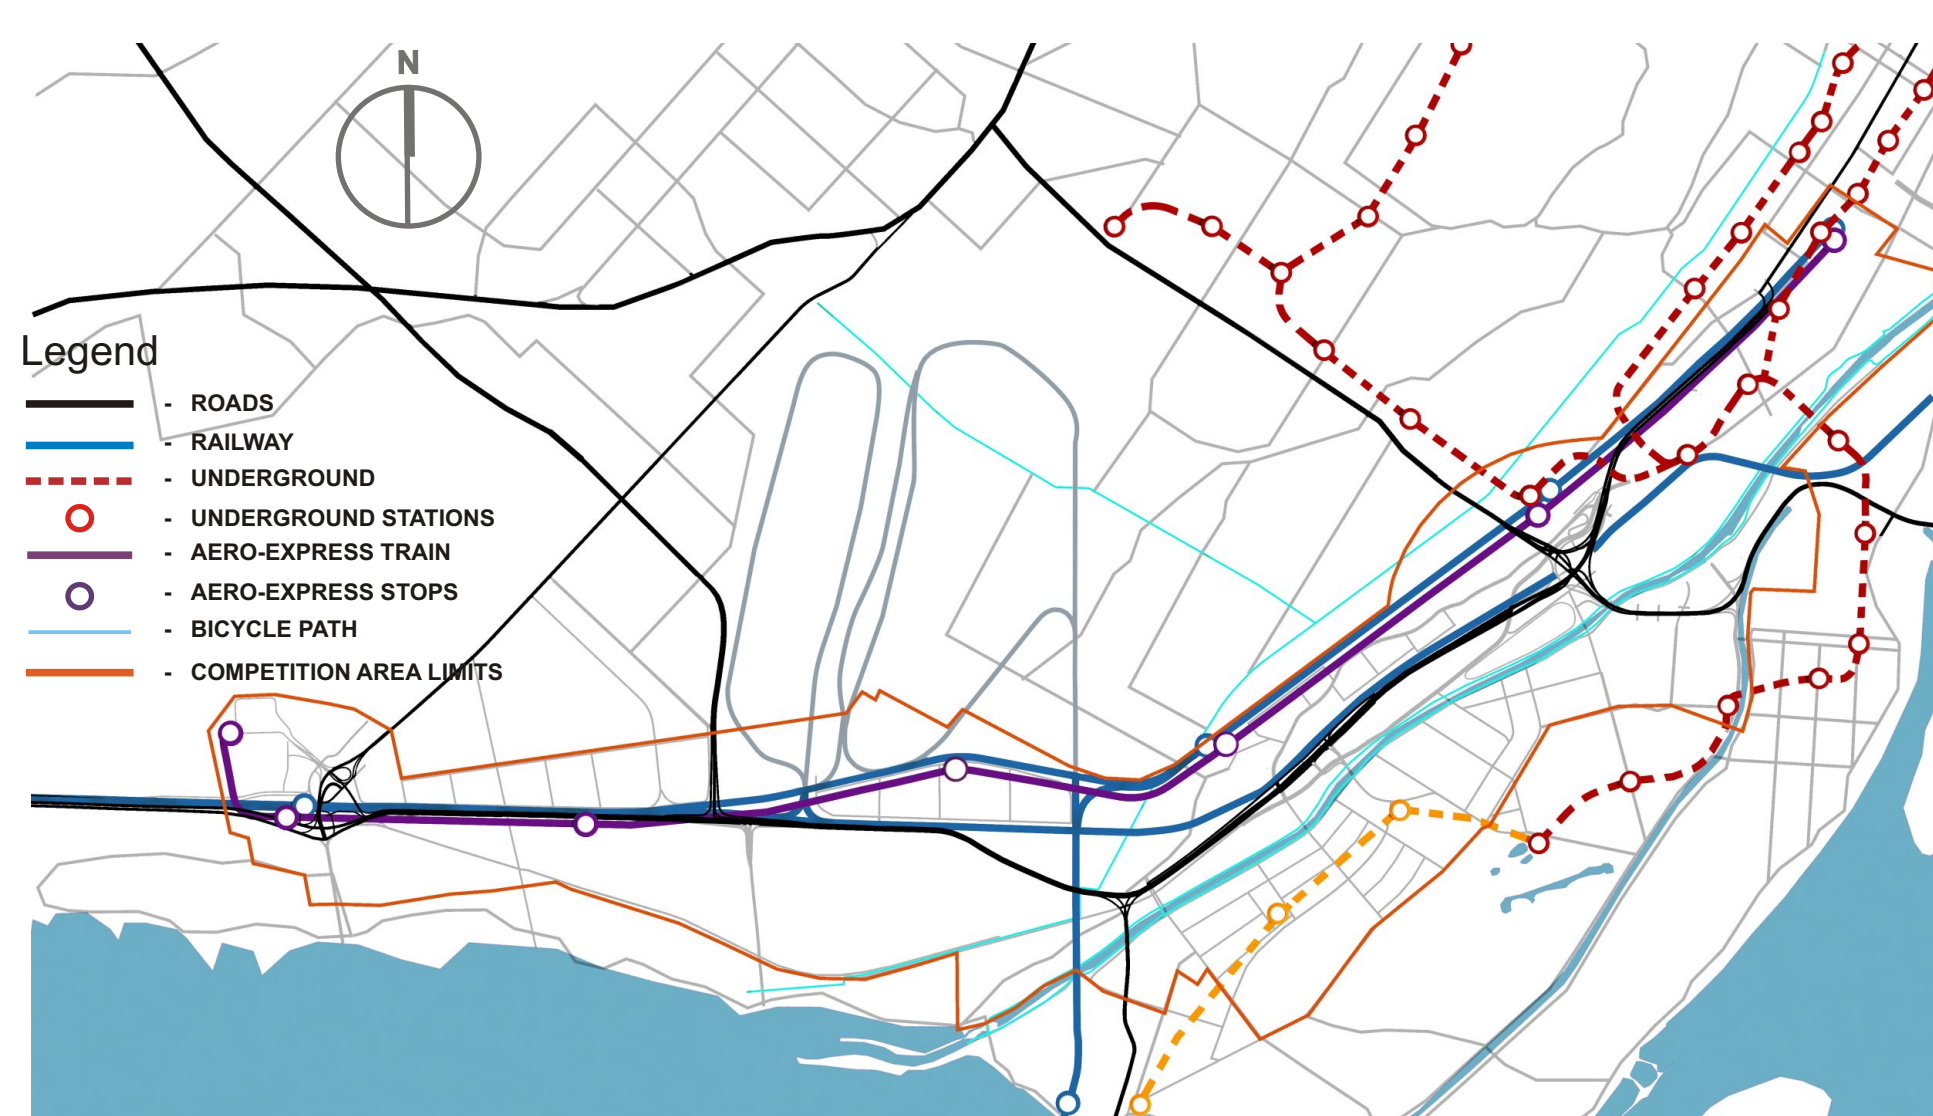 N
Legend
- ROADS
- RAILWAY
- UNDERGROUND
- UNDERGROUND STATIONS
- AERO-EXPRESS TRAIN
- AERO-EXPRESS STOPS
- BICYCLE PATH
- COMPETITION AREA LIMITS